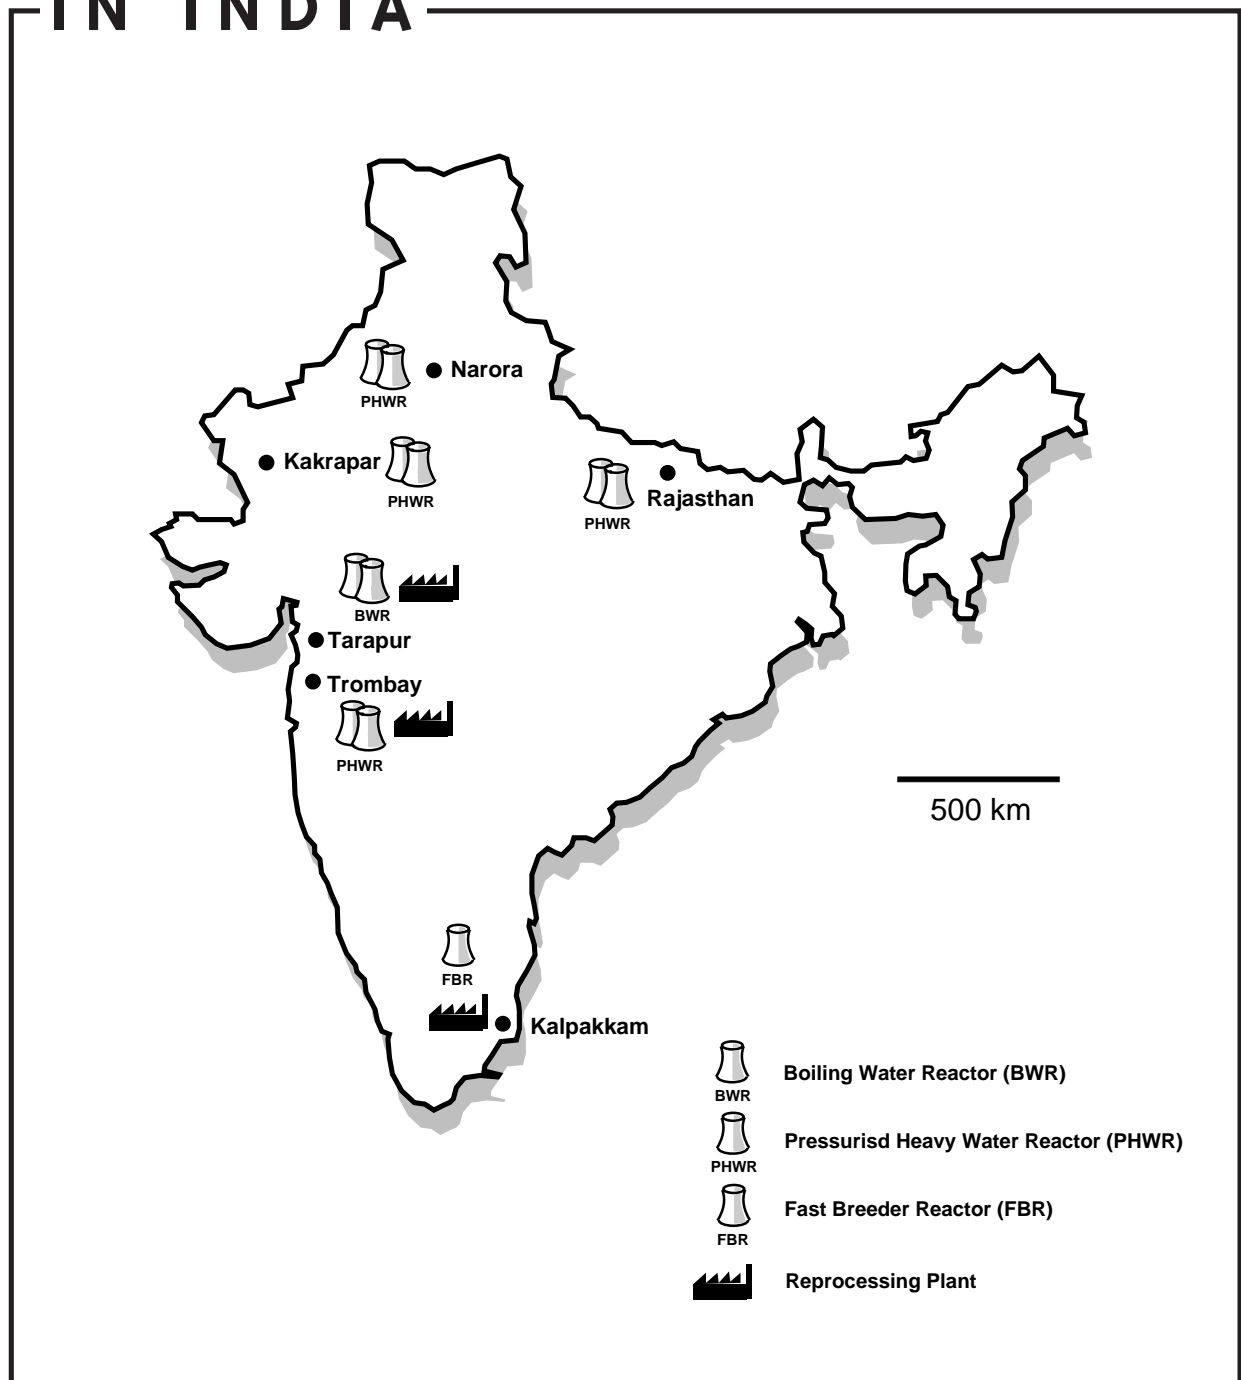 IN INDIA
Narora
PHWR
Kakrapar
PHWR
Rajasthan
PHWR
BWR
Tarapur
Trombay
PHWR
500 km
FBR
Kalpakkam
BWR
Boiling Water Reactor (BWR)
PHWR
Pressurisd Heavy Water Reactor (PHWR)
FBR
Fast Breeder Reactor (FBR)
Reprocessing Plant